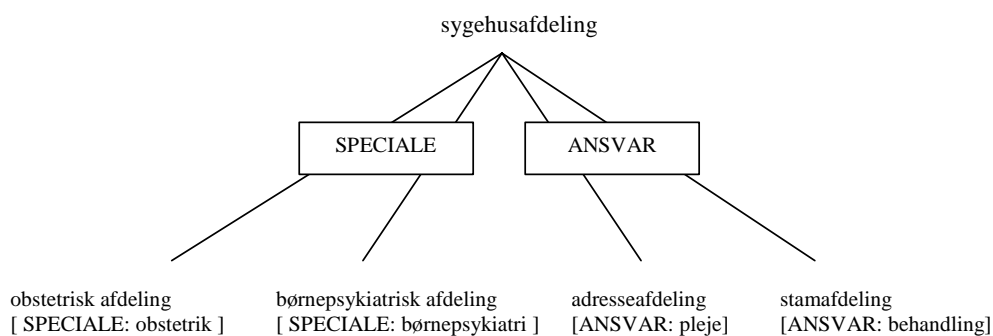 sygehusafdeling
SPECIALE
ANSVAR
obstetrisk afdeling
[ SPECIALE: obstetrik ]
børnepsykiatrisk afdeling
[ SPECIALE: børnepsykiatri ]
adresseafdeling
[ANSVAR: pleje]
stamafdeling
[ANSVAR: behandling]